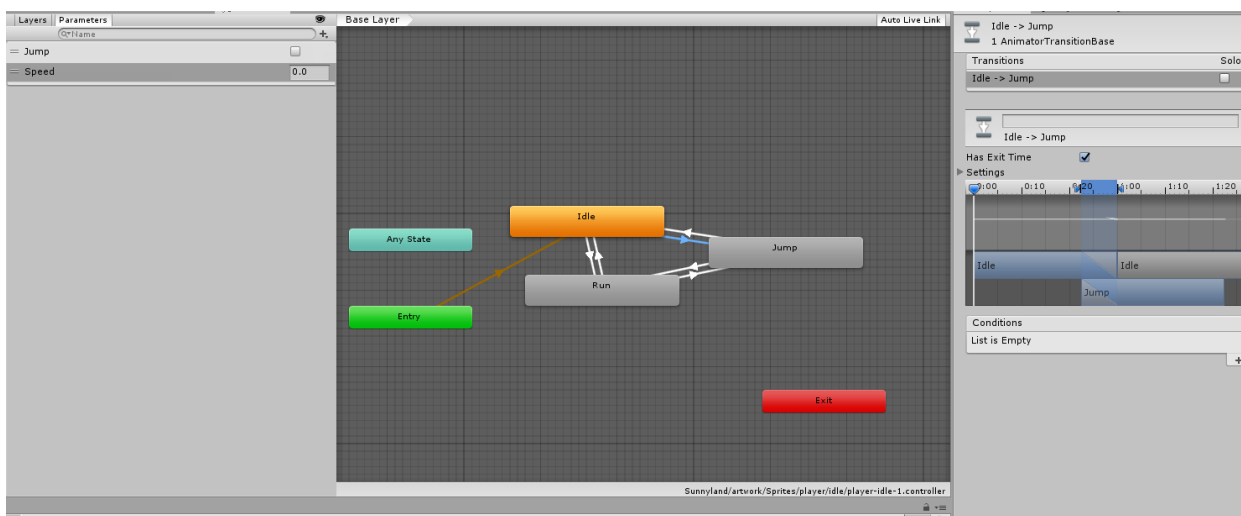 Layers Parameters
Base Layer
Auto Live Link
Name
Jump
Speed 0.0
Idle
Any State
Jump
Run
Entry
Exit
Sunnyland/artwork/Sprites/player/idle/player-idle-1.controller
Idle -> Jump
1 AnimatorTransitionBase
Transitions Solo
Idle -> Jump
Idle -> Jump
Has Exit Time
Settings
0:00 0:10 0:20 1:00 1:10 1:20
Idle Idle
Jump
Conditions
List is Empty